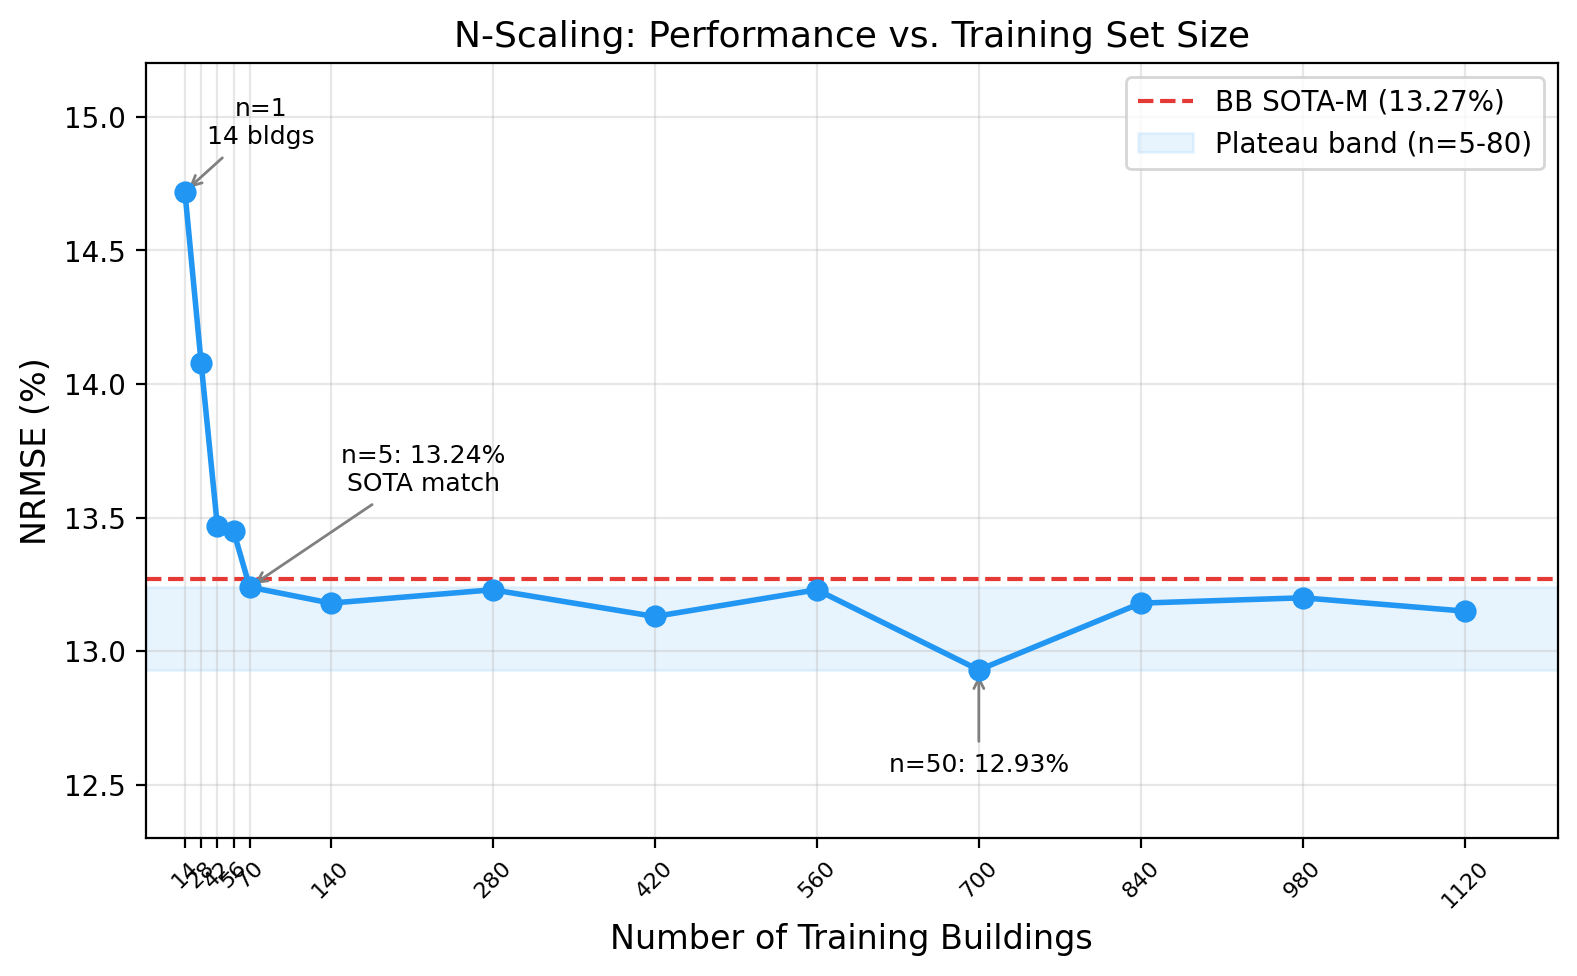 N-Scaling: Performance vs. Training Set Size
BB SOTA-M (13.27%)
Plateau band (n=5-80)
n=1
14 bldgs
n=5: 13.24%
SOTA match
n=50: 12.93%
NRMSE (%)
15.0
14.5
14.0
13.5
13.0
12.5
14
28
42
56
70
140
280
420
560
700
840
980
1120
Number of Training Buildings